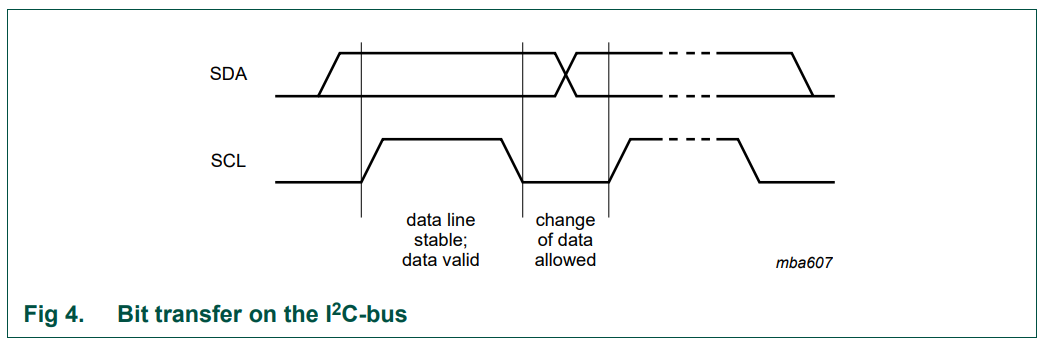 SDA
SCL
data line
stable;
data valid
change
of data
allowed
mba607
Fig 4. Bit transfer on the I²C-bus